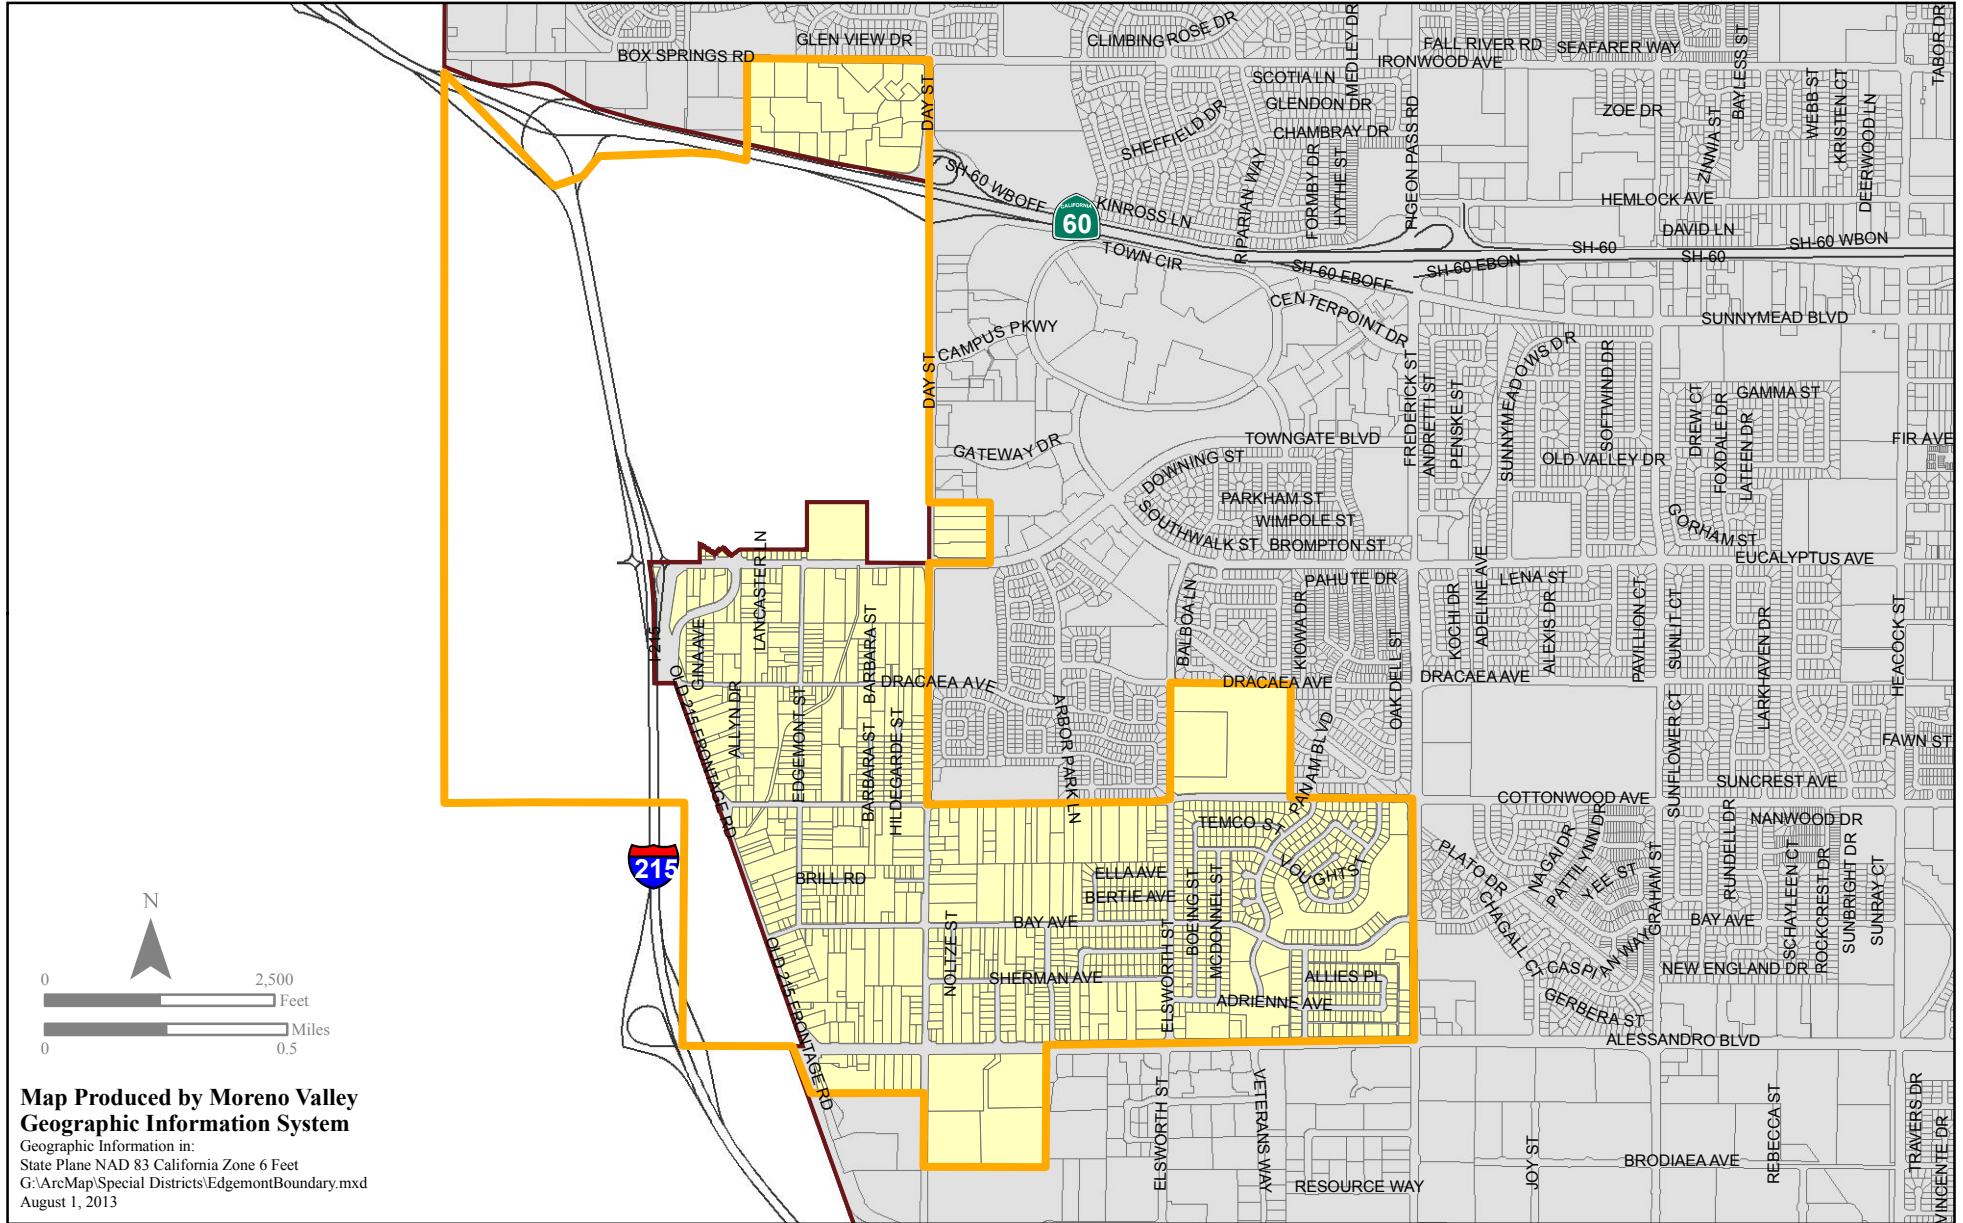 GLEN VIEW DR
CLIMBING ROSE DR
MEDLEY DR
FALL RIVER RD
SEAFARER WAY
BAYLESS ST
TABOR DR
BOX SPRINGS RD
IRONWOOD AVE
SCOTIA LN
GLENDON DR
CHAMBRAY DR
SHEFFIELD DR
DAY ST
PIGEON PASS RD
ZOE DR
ZINNIA ST
WEBB ST
KRISTEN CT
DEERWOOD LN
FORMBY DR
HYTHE ST
RIPARIAN WAY
SH-60 WBOFF
CALIFORNIA
60
KINROSS LN
HEMLOCK AVE
DAVID LN
SH-60 WBON
TOWN CIR
SH-60 EBOFF
SH-60 EBON
SH-60
SH-60
CENTERPOINT DR
SUNNYMEAD BLVD
CAMPUS PKWY
DAY ST
FREDERICK ST
ANDRETTI ST
PENSKE ST
SUNNYMEADOWS DR
SOFTWIND DR
DREW CT
FOXDALE DR
LATEEN DR
GAMMA ST
GATEWAY DR
TOWNGATE BLVD
FIR AVE
DOWNING ST
OLD VALLEY DR
PARKHAM ST
WIMPOLE ST
SOUTHWALK ST
BROMPTON ST
GORHAM ST
EUCALYPTUS AVE
LANCASTER LN
BALBOA LN
PAHUTE DR
KIOWA DR
OAKDELL ST
KOCHI DR
ADELINE AVE
LENA ST
ALEXIS DR
PAVILLION CT
SUNLIT CT
LARKHAVEN DR
HEACOCK ST
I-215
GINA AVE
BARBARA ST
DRACAEA AVE
DRACAEA AVE
DRACAEA AVE
OLD 215 FRONTAGE RD
ALLYN DR
EDGEMONT ST
BARBARA ST
HILDEGARDE ST
ARBOR PARK LN
PAN AM BLVD
SUNFLOWER CT
FAWN ST
SUNCREST AVE
COTTONWOOD AVE
TEMCO ST
NANWOOD DR
215
BRILL RD
ELLA AVE
BERTIE AVE
BOEING ST
MCDONNEL ST
VOUGHT ST
PLATO DR
NAGAI DR
PATTILYNN DR
YEE ST
GRAHAM ST
RUNDELL DR
SCHAYLEEN CT
ROCKCREST DR
SUNBRIGHT DR
SUNRAY CT
BAY AVE
BAY AVE
CHAGALL CT
NOLTZE ST
SHERMAN AVE
ELSWORTH ST
ALLIES PL
ADRIENNE AVE
CASPIAN WAY
NEW ENGLAND DR
GERBERA ST
ALESSANDRO BLVD
OLD 215 FRONTAGE RD
ELSWORTH ST
VETERANS WAY
JOY ST
REBECCA ST
TRAVERS DR
VINCENTE DR
BRODIAEA AVE
RESOURCE WAY
N
0 2,500
Feet
Miles
0 0.5
Map Produced by Moreno Valley
Geographic Information System
Geographic Information in:
State Plane NAD 83 California Zone 6 Feet
G:\ArcMap\Special Districts\EdgemontBoundary.mxd
August 1, 2013